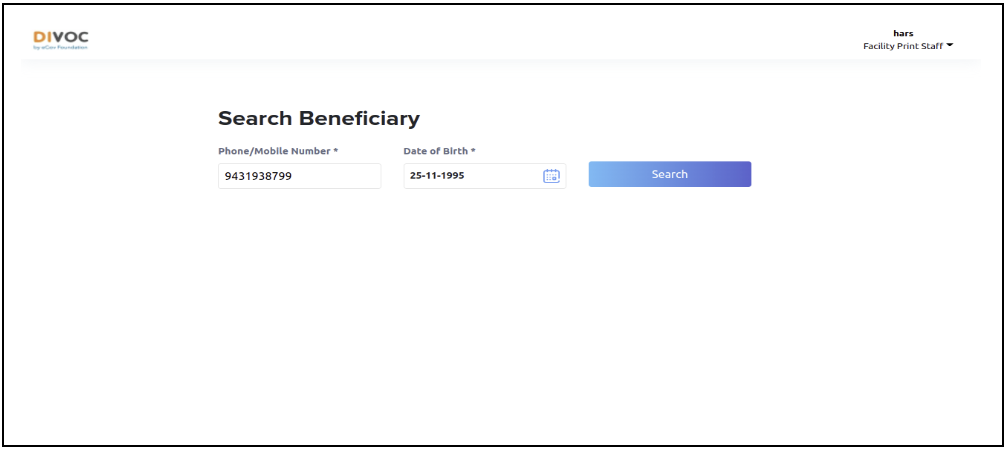 DIVOC
by eGov Foundation
hars
Facility Print Staff
Search Beneficiary
Phone/Mobile Number *
Date of Birth *
9431938799
25-11-1995
Search